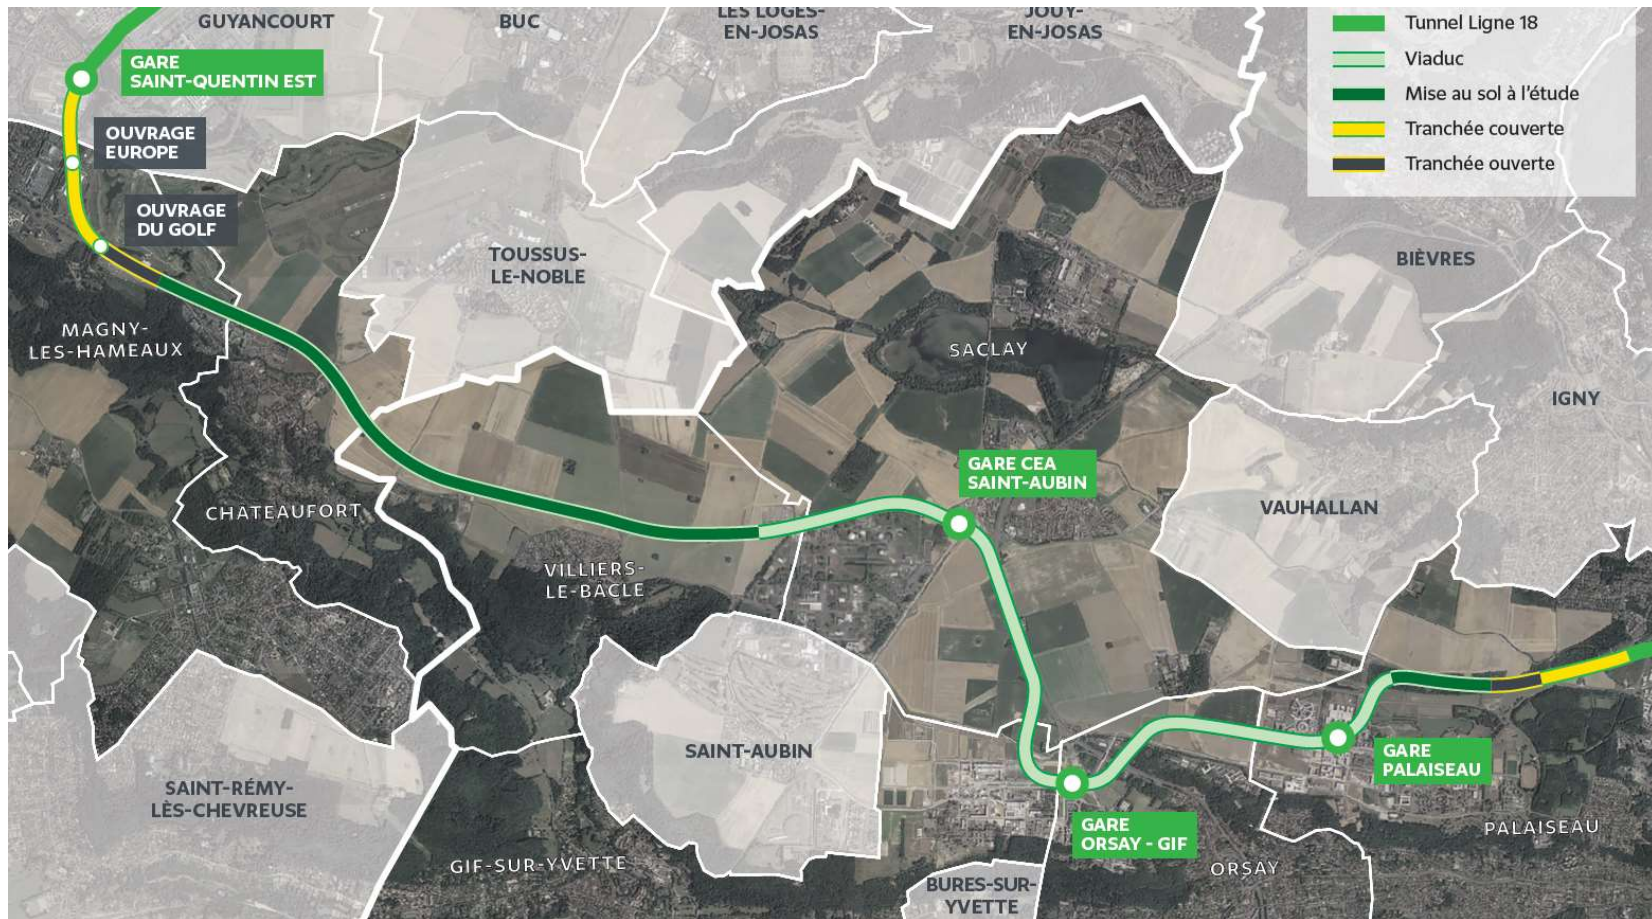 GUYANCOURT
BUC
LES LOGES-
EN-JOSAS
JOUY-
EN-JOSAS
Tunnel Ligne 18
Viaduc
Mise au sol à l'étude
Tranchée couverte
Tranchée ouverte
GARE
SAINT-QUENTIN EST
OUVRAGE
EUROPE
OUVRAGE
DU GOLF
TOUSSUS-
LE-NOBLE
BIÈVRES
MAGNY-
LES-HAMEAUX
SACLAY
IGNY
GARE CEA
SAINT-AUBIN
CHATEAUFORT
VAUHALLAN
VILLIERS-
LE-BACLE
SAINT-AUBIN
GARE
PALAISEAU
SAINT-RÉMY-
LÈS-CHEVREUSE
GARE
ORSAY - GIF
PALAISEAU
GIF-SUR-YVETTE
ORSAY
BURES-SUR-
YVETTE